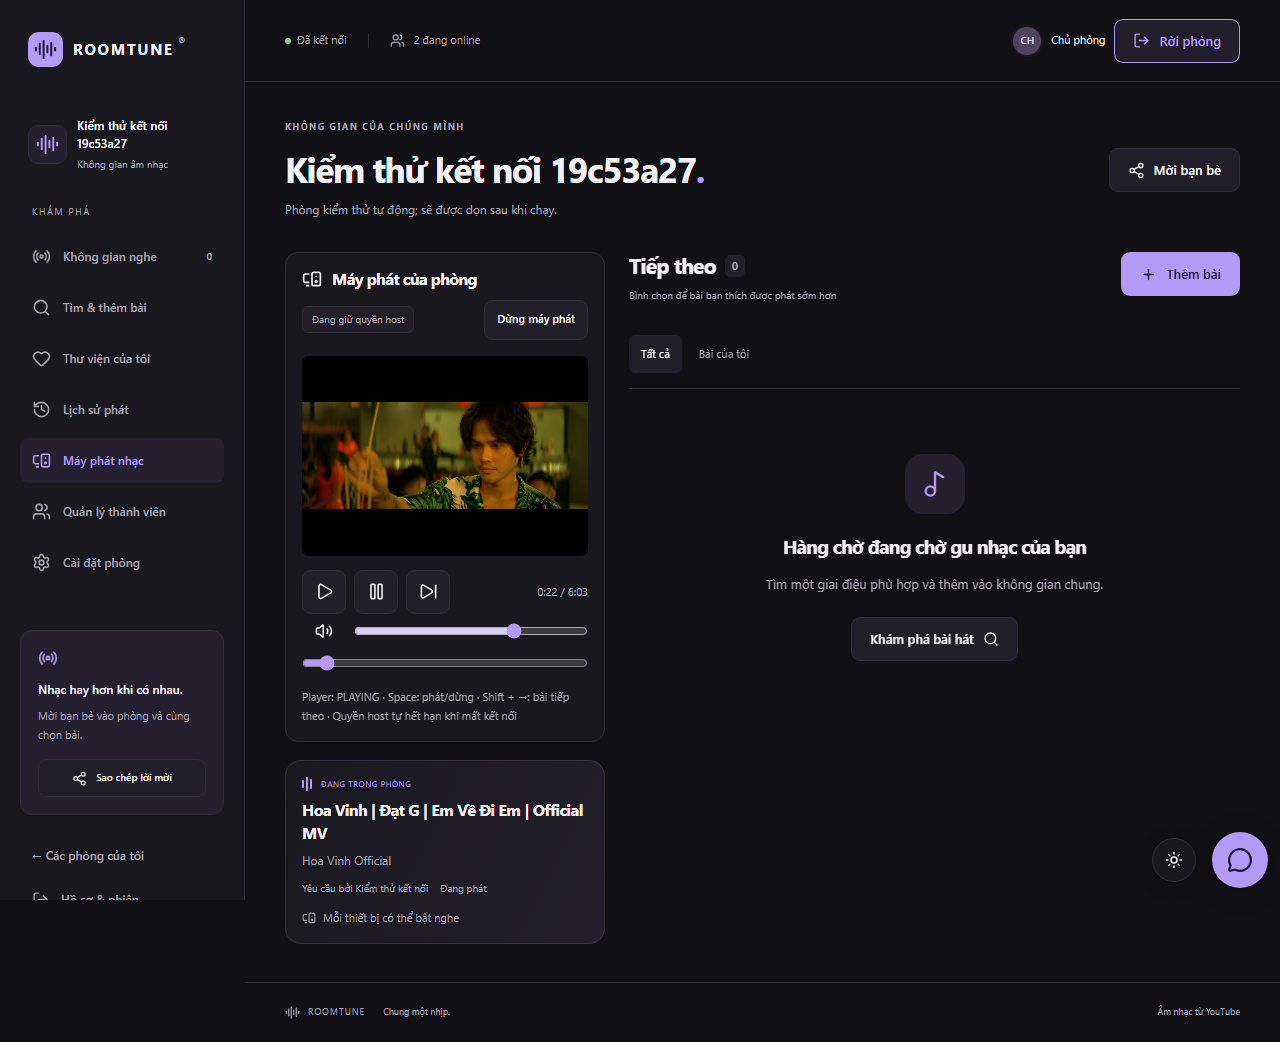 ROOMTUNE ®
Kiểm thử kết nối
19c53a27
Không gian âm nhạc
KHÁM PHÁ
Không gian nghe 0
Tìm & thêm bài
Thư viện của tôi
Lịch sử phát
Máy phát nhạc
Quản lý thành viên
Cài đặt phòng
Nhạc hay hơn khi có nhau.
Mời bạn bè vào phòng và cùng
chọn bài.
Sao chép lời mời
← Các phòng của tôi
Hồ sơ & phiên
Đã kết nối
2 đang online
CH Chủ phòng
Rời phòng
KHÔNG GIAN CỦA CHÚNG MÌNH
Kiểm thử kết nối 19c53a27.
Phòng kiểm thử tự động; sẽ được dọn sau khi chạy.
Mời bạn bè
Máy phát của phòng
Đang giữ quyền host
Dừng máy phát
0:22 / 6:03
Player: PLAYING · Space: phát/dừng · Shift + →: bài tiếp
theo · Quyền host tự hết hạn khi mất kết nối
ĐANG TRONG PHÒNG
Hoa Vinh | Đạt G | Em Về Đi Em | Official
MV
Hoa Vinh Official
Yêu cầu bởi Kiểm thử kết nối Đang phát
Mỗi thiết bị có thể bật nghe
Tiếp theo 0
Bình chọn để bài bạn thích được phát sớm hơn
Thêm bài
Tất cả
Bài của tôi
Hàng chờ đang chờ gu nhạc của bạn
Tìm một giai điệu phù hợp và thêm vào không gian chung.
Khám phá bài hát
ROOMTUNE
Chung một nhịp.
Âm nhạc từ YouTube